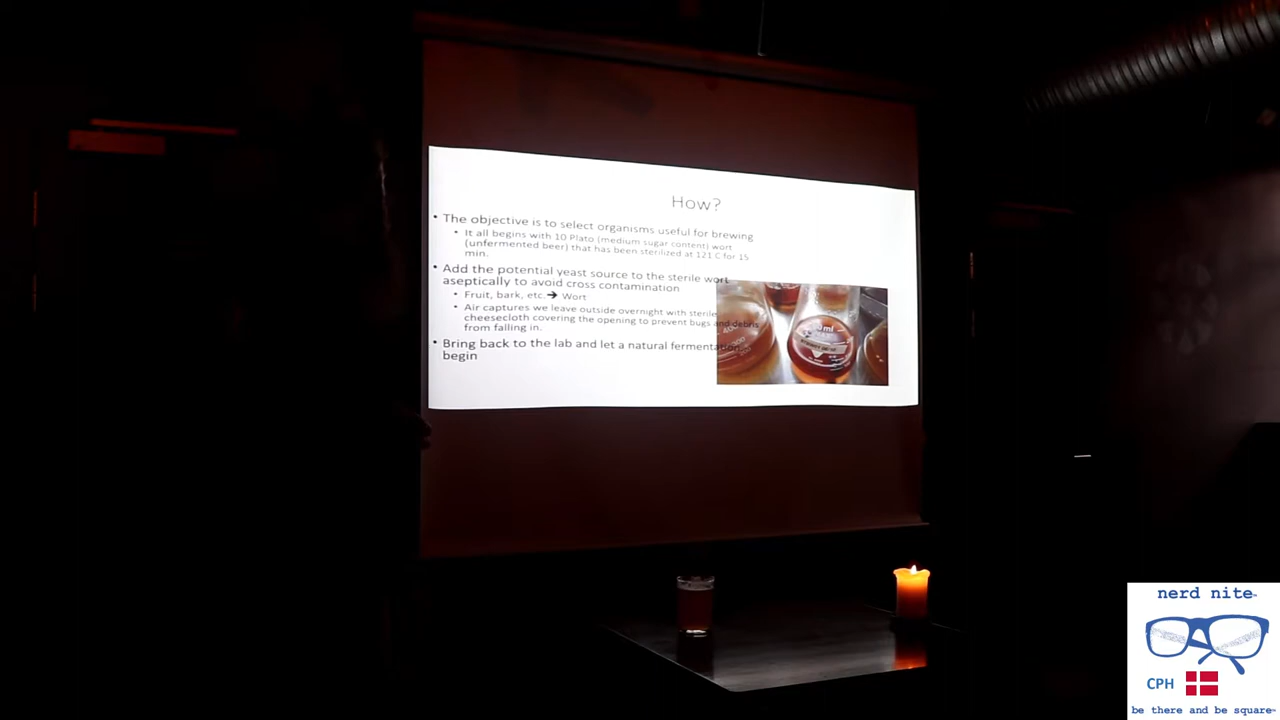 How?
• The objective is to select organisms useful for brewing
• It all begins with 10 Plato (medium sugar content) wort
(unfermented beer) that has been sterilized at 121 C for 15
min.
• Add the potential yeast source to the sterile wort
aseptically to avoid cross contamination
• Fruit, bark, etc.➔ Wort
• Air captures we leave outside overnight with sterile
cheesecloth covering the opening to prevent bugs and debris
from falling in.
• Bring back to the lab and let a natural fermentation
begin
nerd nite
CPH
be there and be square